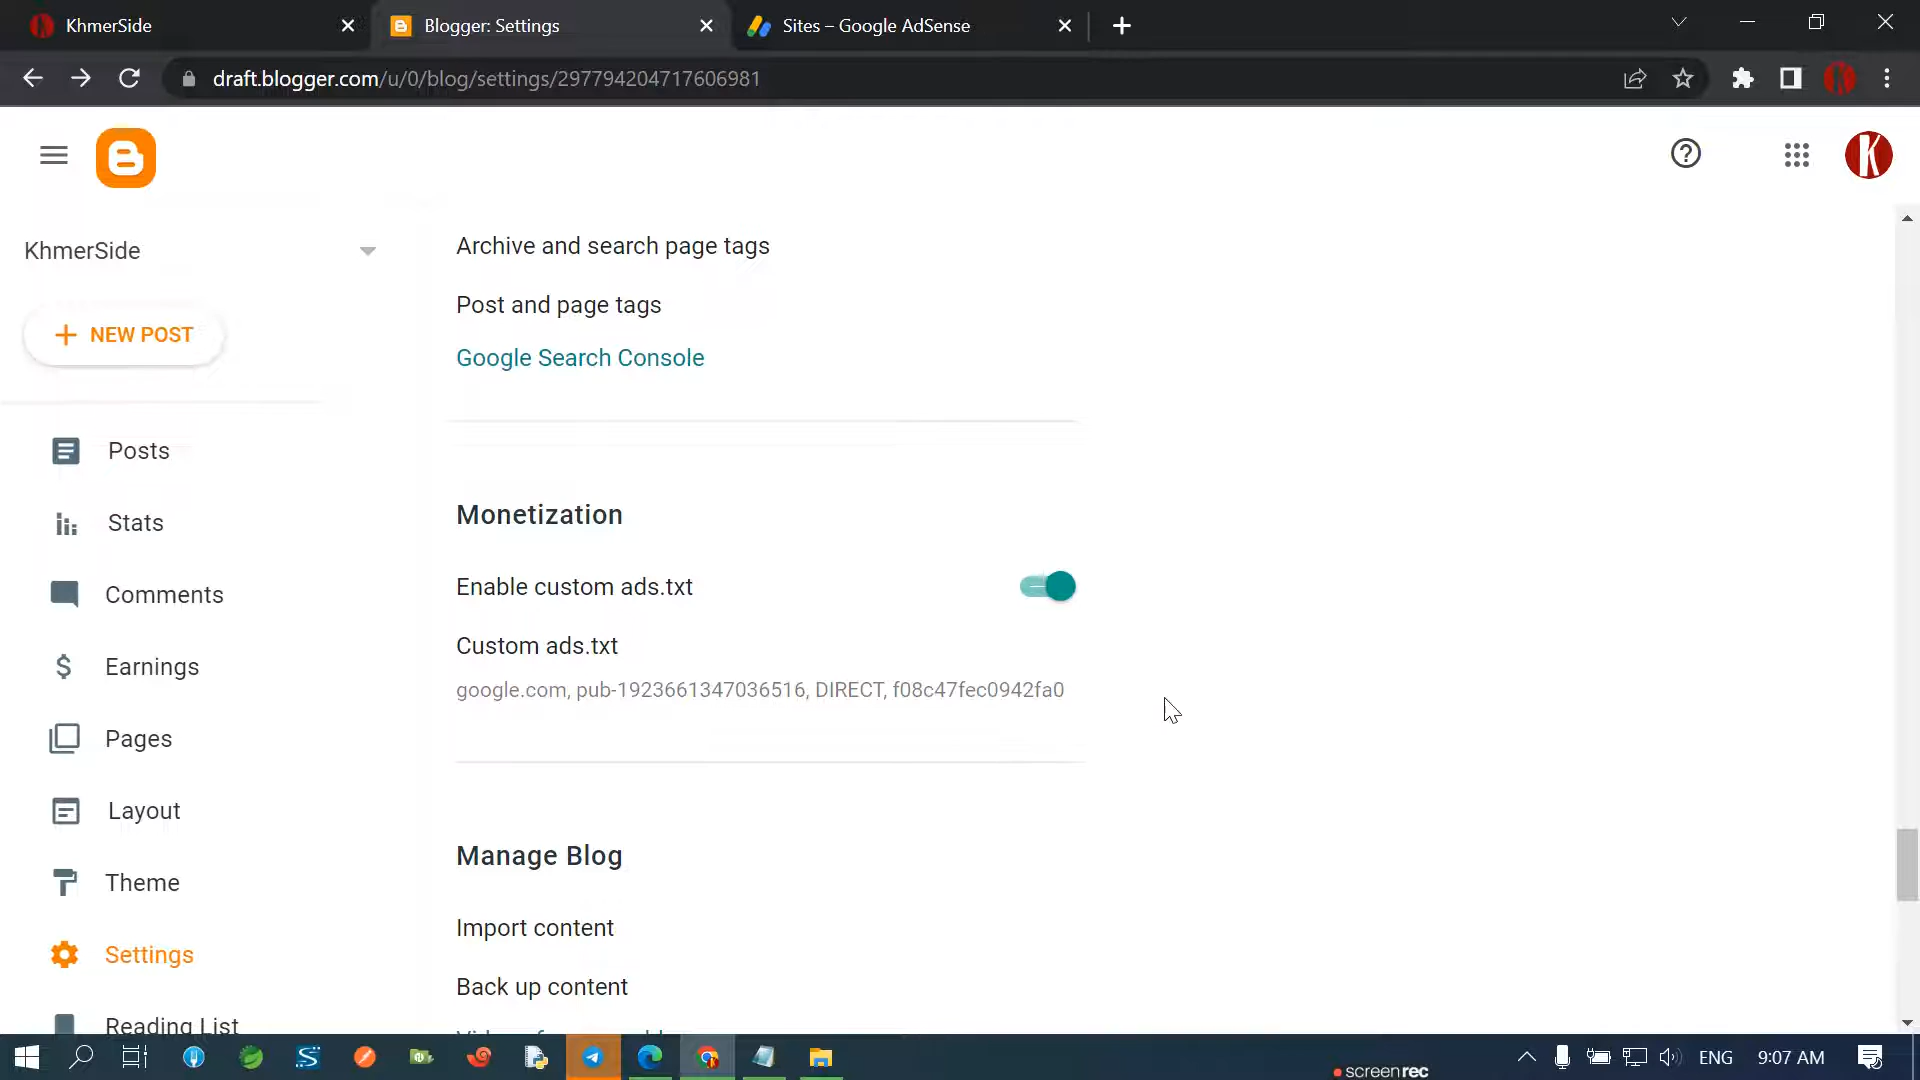 KhmerSide
Blogger: Settings
Sites – Google AdSense
draft.blogger.com/u/0/blog/settings/297794204717606981
KhmerSide
NEW POST
Posts
Stats
Comments
Earnings
Pages
Layout
Theme
Settings
Reading List
Archive and search page tags
Post and page tags
Google Search Console
Monetization
Enable custom ads.txt
Custom ads.txt
google.com, pub-1923661347036516, DIRECT, f08c47fec0942fa0
Manage Blog
Import content
Back up content
screenrec
ENG
9:07 AM